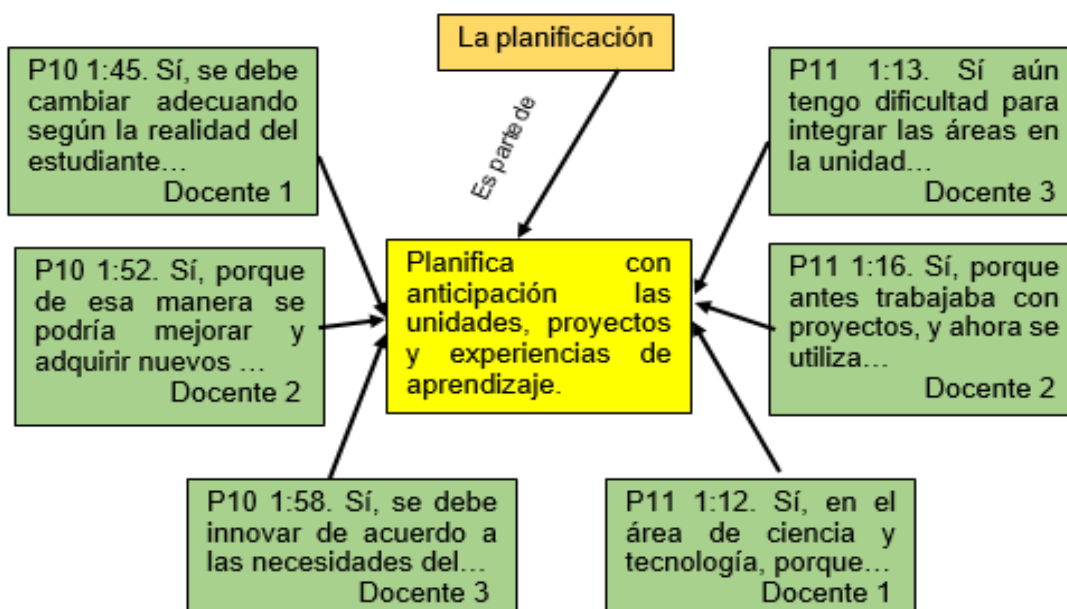 La planificación
Es parte de
P10 1:45. Sí, se debe
cambiar adecuando
según la realidad del
estudiante...
Docente 1
P11 1:13. Sí aún
tengo dificultad para
integrar las áreas en
la unidad...
Docente 3
P10 1:52. Sí, porque
de esa manera se
podría mejorar y
adquirir nuevos ...
Docente 2
Planifica con
anticipación las
unidades, proyectos
y experiencias de
aprendizaje.
P11 1:16. Sí, porque
antes trabajaba con
proyectos, y ahora se
utiliza...
Docente 2
P10 1:58. Sí, se debe
innovar de acuerdo a
las necesidades del...
Docente 3
P11 1:12. Sí, en el
área de ciencia y
tecnología, porque...
Docente 1